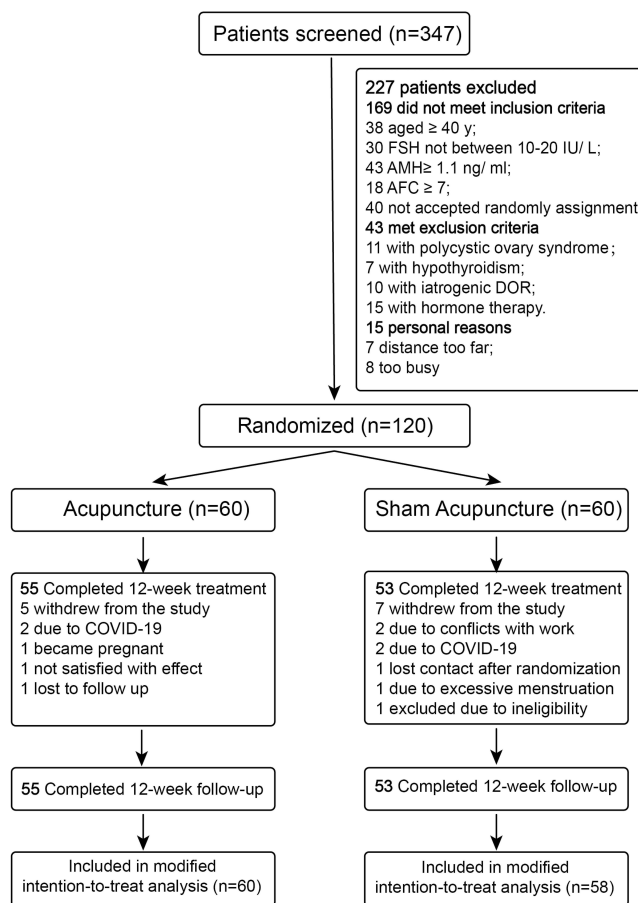 Patients screened (n=347)
227 patients excluded
169 did not meet inclusion criteria
38 aged ≥ 40 y;
30 FSH not between 10-20 IU/ L;
43 AMH≥ 1.1 ng/ ml;
18 AFC ≥ 7;
40 not accepted randomly assignment
43 met exclusion criteria
11 with polycystic ovary syndrome；
7 with hypothyroidism;
10 with iatrogenic DOR;
15 with hormone therapy.
15 personal reasons
7 distance too far;
8 too busy
Randomized (n=120)
Acupuncture (n=60)
55 Completed 12-week treatment
5 withdrew from the study
2 due to COVID-19
1 became pregnant
1 not satisfied with effect
1 lost to follow up
55 Completed 12-week follow-up
Included in modified
intention-to-treat analysis (n=60)
Sham Acupuncture (n=60)
53 Completed 12-week treatment
7 withdrew from the study
2 due to conflicts with work
2 due to COVID-19
1 lost contact after randomization
1 due to excessive menstruation
1 excluded due to ineligibility
53 Completed 12-week follow-up
Included in modified
intention-to-treat analysis (n=58)